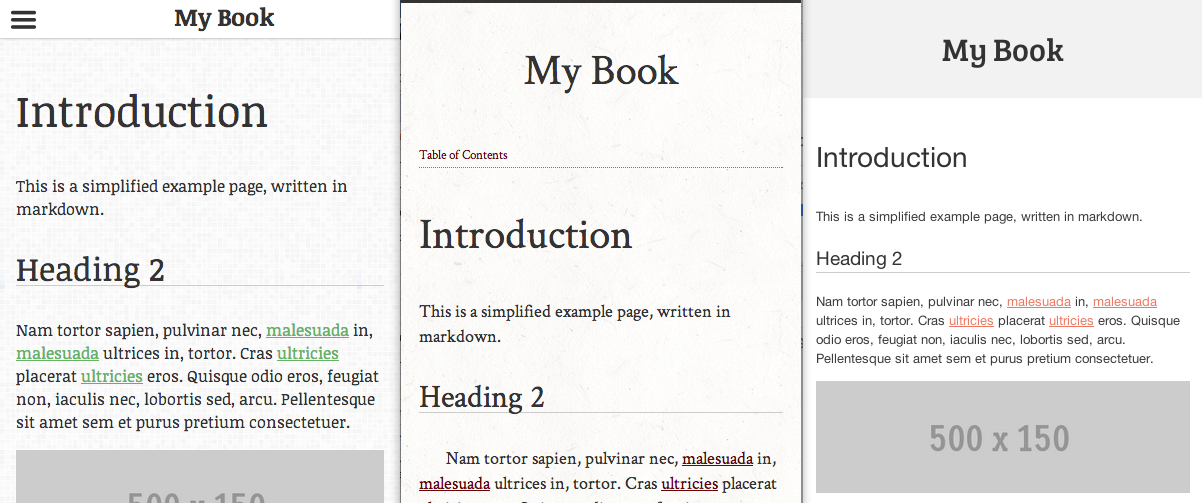 My Book
Introduction
This is a simplified example page, written in
markdown.
Heading 2
Nam tortor sapien, pulvinar nec, malesuada in,
malesuada ultrices in, tortor. Cras ultricies
placerat ultricies eros. Quisque odio eros, feugiat
non, iaculis nec, lobortis sed, arcu. Pellentesque
sit amet sem et purus pretium consectetuer.
500 x 150
My Book
Table of Contents
Introduction
This is a simplified example page, written in
markdown.
Heading 2
Nam tortor sapien, pulvinar nec, malesuada in,
malesuada ultrices in, tortor. Cras ultricies placerat
My Book
Introduction
This is a simplified example page, written in markdown.
Heading 2
Nam tortor sapien, pulvinar nec, malesuada in, malesuada
ultrices in, tortor. Cras ultricies placerat ultricies eros. Quisque
odio eros, feugiat non, iaculis nec, lobortis sed, arcu.
Pellentesque sit amet sem et purus pretium consectetuer.
500 x 150